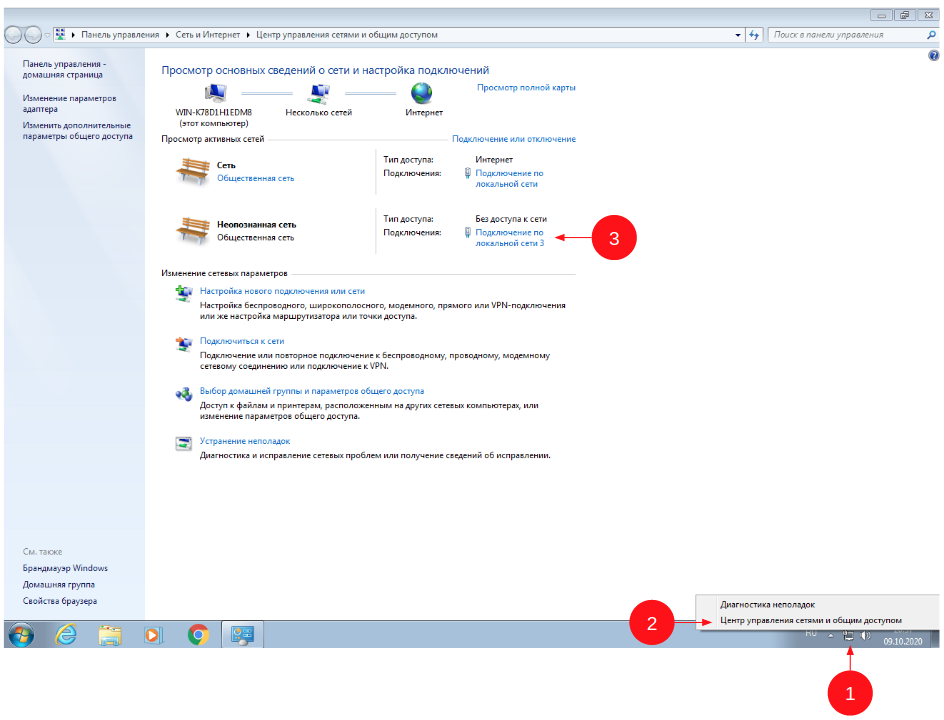 Панель управления
Сеть и Интернет
Центр управления сетями и общим доступом
Поиск в панели управления
Панель управления -
домашняя страница
Изменение параметров
адаптера
Изменить дополнительные
параметры общего доступа
Просмотр основных сведений о сети и настройка подключений
Просмотр полной карты
WIN-K78D1H1EDM8
(этот компьютер)
Несколько сетей
Интернет
Просмотр активных сетей
Подключение или отключение
Сеть
Общественная сеть
Тип доступа:
Интернет
Подключения:
Подключение по
локальной сети
Неопознанная сеть
Общественная сеть
Тип доступа:
Без доступа к сети
Подключения:
Подключение по
локальной сети 3
3
Изменение сетевых параметров
Настройка нового подключения или сети
Настройка беспроводного, широкополосного, модемного, прямого или VPN-подключения
или же настройка маршрутизатора или точки доступа.
Подключиться к сети
Подключение или повторное подключение к беспроводному, проводному, модемному
сетевому соединению или подключение к VPN.
Выбор домашней группы и параметров общего доступа
Доступ к файлам и принтерам, расположенным на других сетевых компьютерах, или
изменение параметров общего доступа.
Устранение неполадок
Диагностика и исправление сетевых проблем или получение сведений об исправлении.
См. также
Брандмауэр Windows
Домашняя группа
Свойства браузера
Диагностика неполадок
Центр управления сетями и общим доступом
2
RU
09.10.2020
1